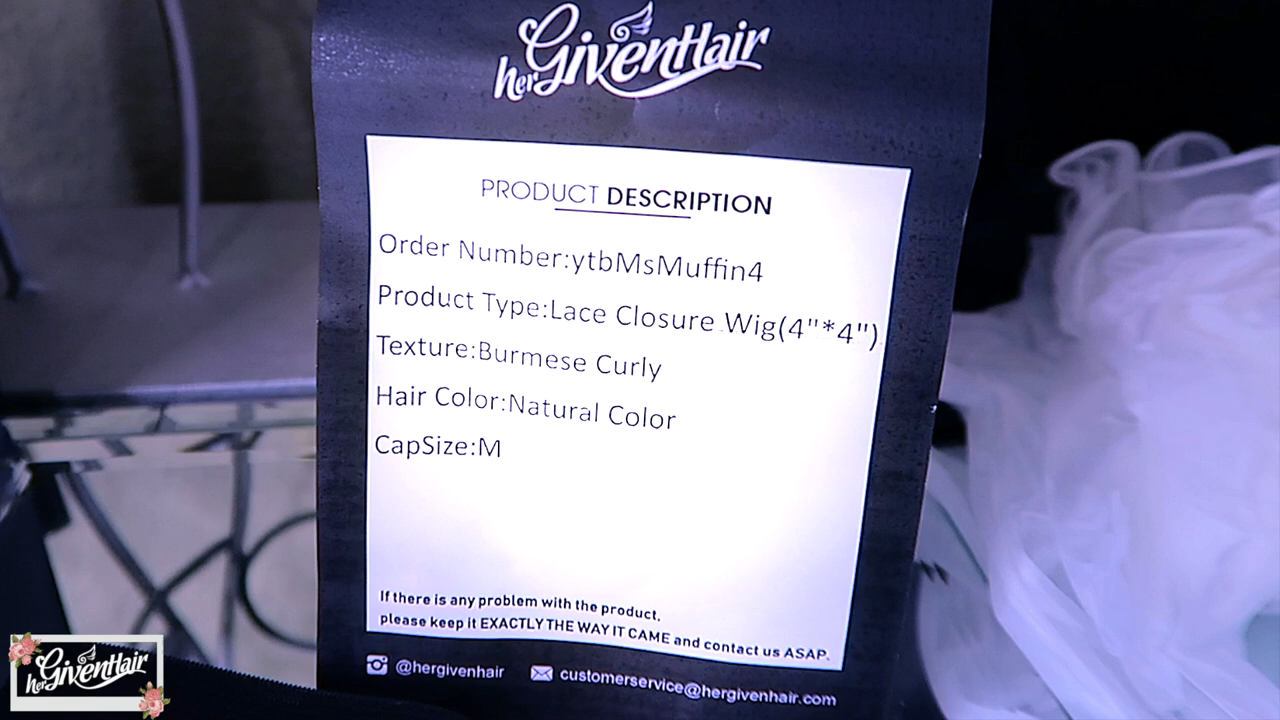 herGivenHair
PRODUCT DESCRIPTION
Order Number:ytbMsMuffin4
Product Type:Lace Closure Wig(4"*4")
Texture:Burmese Curly
Hair Color:Natural Color
CapSize:M
If there is any problem with the product,
please keep it EXACTLY THE WAY IT CAME and contact us ASAP.
@hergivenhair customerservice@hergivenhair.com
herGivenHair